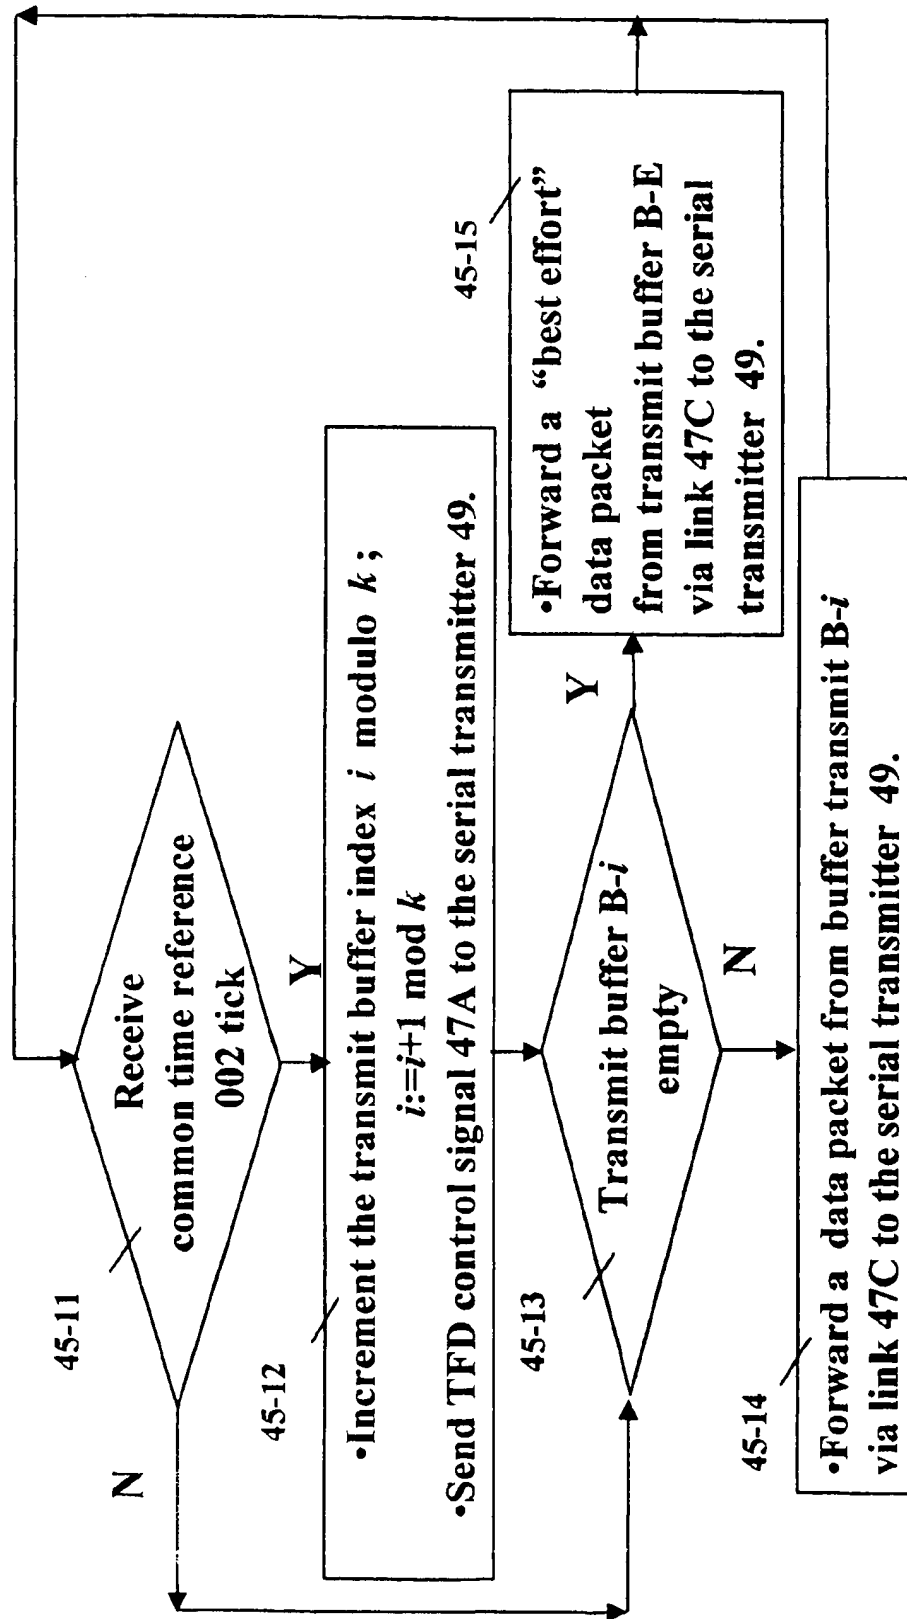 45-11
Receive
common time reference
002 tick
N
Y
45-12
•Increment the transmit buffer index i modulo k;
i:=i+1 mod k
•Send TFD control signal 47A to the serial transmitter 49.
45-13
Transmit buffer B-i
empty
Y
N
45-15
•Forward a “best effort”
data packet
from transmit buffer B-E
via link 47C to the serial
transmitter 49.
45-14
•Forward a data packet from buffer transmit B-i
via link 47C to the serial transmitter 49.